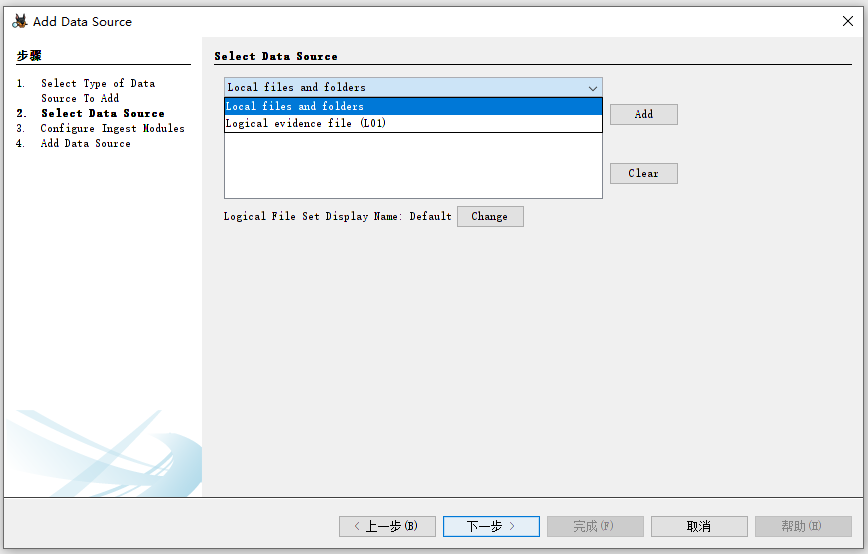 Add Data Source
步骤
1. Select Type of Data
Source To Add
2. Select Data Source
3. Configure Ingest Modules
4. Add Data Source
Select Data Source
Local files and folders
Local files and folders
Logical evidence file (L01)
Add
Clear
Logical File Set Display Name: Default
Change
< 上一步(B)
下一步 >
完成(F)
取消
帮助(H)